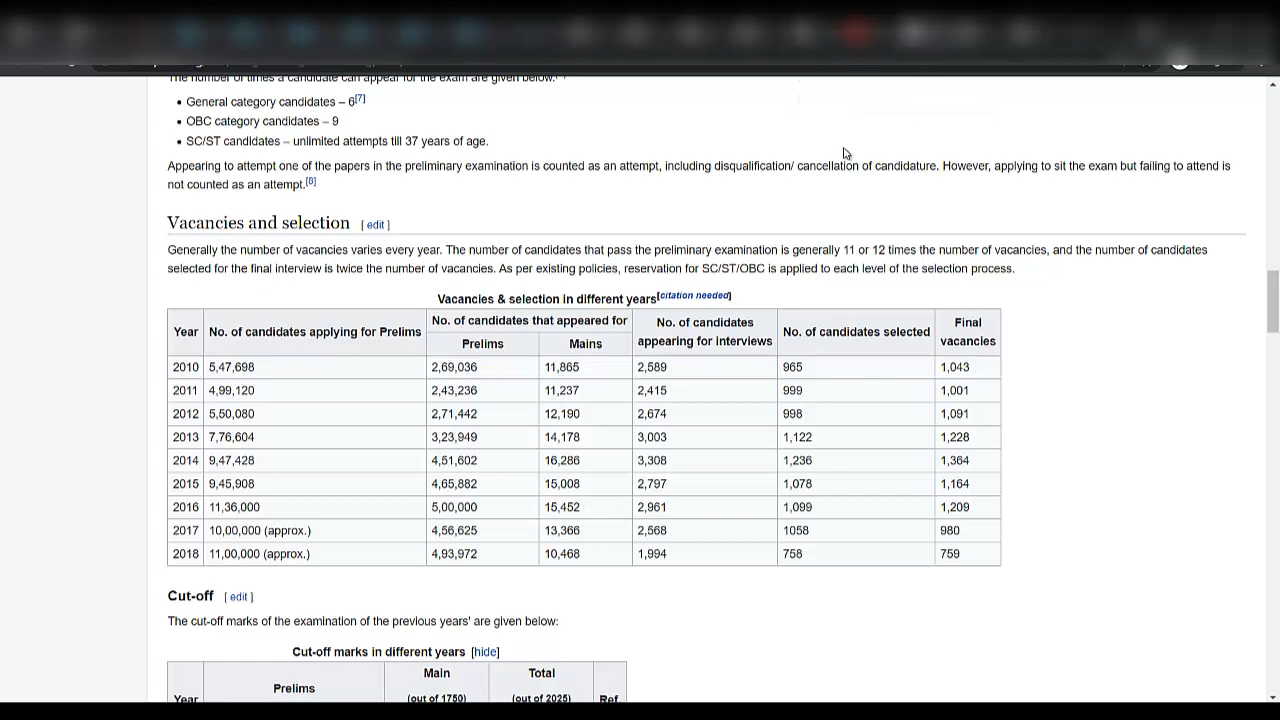 The number of times a candidate can appear for the exam are given below.
• General category candidates – 6[7]
• OBC category candidates – 9
• SC/ST candidates – unlimited attempts till 37 years of age.
Appearing to attempt one of the papers in the preliminary examination is counted as an attempt, including disqualification/ cancellation of candidature. However, applying to sit the exam but failing to attend is
not counted as an attempt.[8]
Vacancies and selection [ edit ]
Generally the number of vacancies varies every year. The number of candidates that pass the preliminary examination is generally 11 or 12 times the number of vacancies, and the number of candidates
selected for the final interview is twice the number of vacancies. As per existing policies, reservation for SC/ST/OBC is applied to each level of the selection process.
Vacancies & selection in different years[citation needed]
Year No. of candidates applying for Prelims No. of candidates that appeared for No. of candidates No. of candidates selected Final
Prelims Mains appearing for interviews vacancies
2010 5,47,698 2,69,036 11,865 2,589 965 1,043
2011 4,99,120 2,43,236 11,237 2,415 999 1,001
2012 5,50,080 2,71,442 12,190 2,674 998 1,091
2013 7,76,604 3,23,949 14,178 3,003 1,122 1,228
2014 9,47,428 4,51,602 16,286 3,308 1,236 1,364
2015 9,45,908 4,65,882 15,008 2,797 1,078 1,164
2016 11,36,000 5,00,000 15,452 2,961 1,099 1,209
2017 10,00,000 (approx.) 4,56,625 13,366 2,568 1058 980
2018 11,00,000 (approx.) 4,93,972 10,468 1,994 758 759
Cut-off [ edit ]
The cut-off marks of the examination of the previous years' are given below:
Cut-off marks in different years [hide]
Year Prelims Main Total Ref
(out of 1750) (out of 2025)